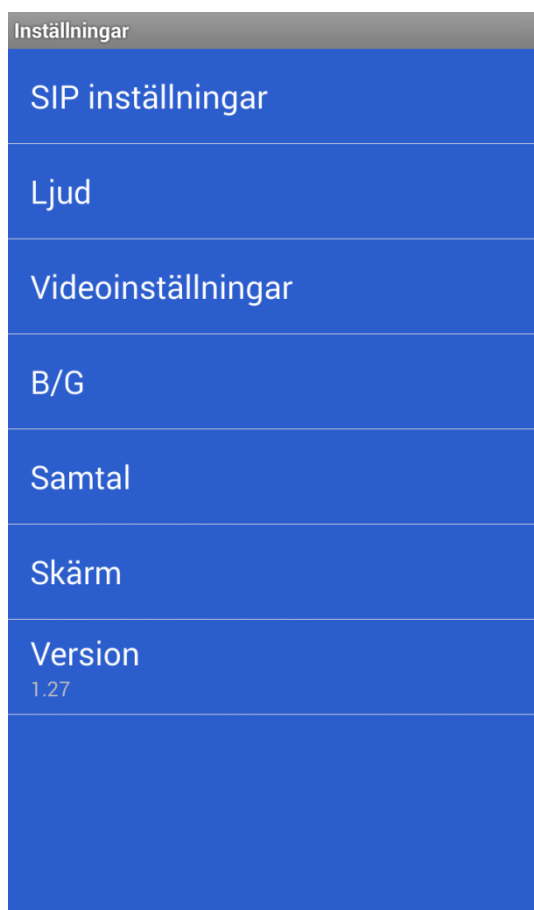 Inställningar
SIP inställningar
Ljud
Videoinställningar
B/G
Samtal
Skärm
Version
1.27